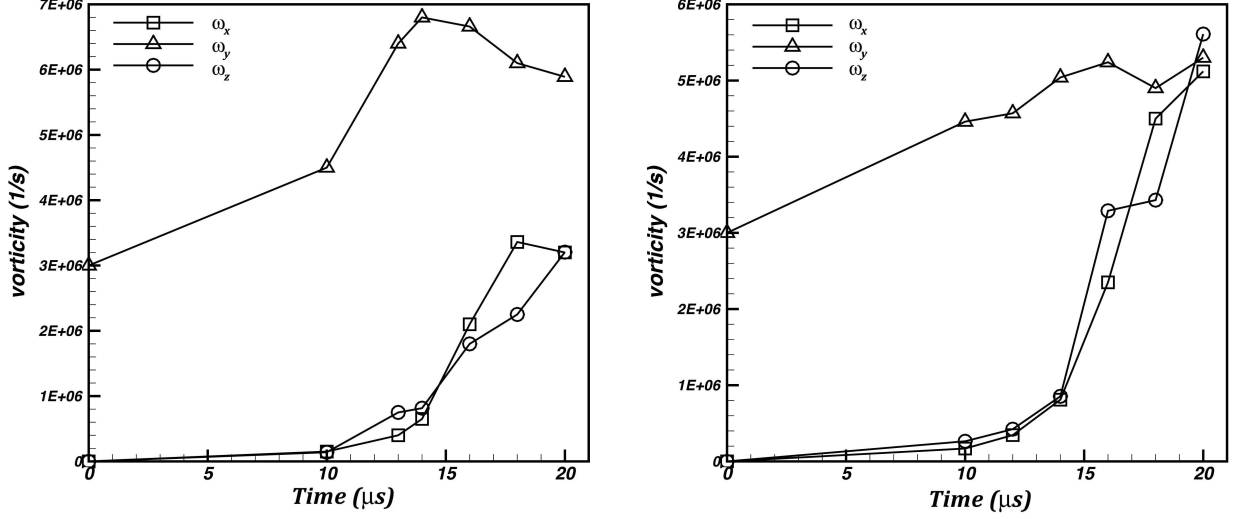 7E+06
6E+06
5E+06
4E+06
3E+06
2E+06
1E+06
0
vorticity (1/s)
ωx
ωy
ωz
0 5 10 15 20
Time (μs)
6E+06
5E+06
4E+06
3E+06
2E+06
1E+06
0
vorticity (1/s)
ωx
ωy
ωz
0 5 10 15 20
Time (μs)